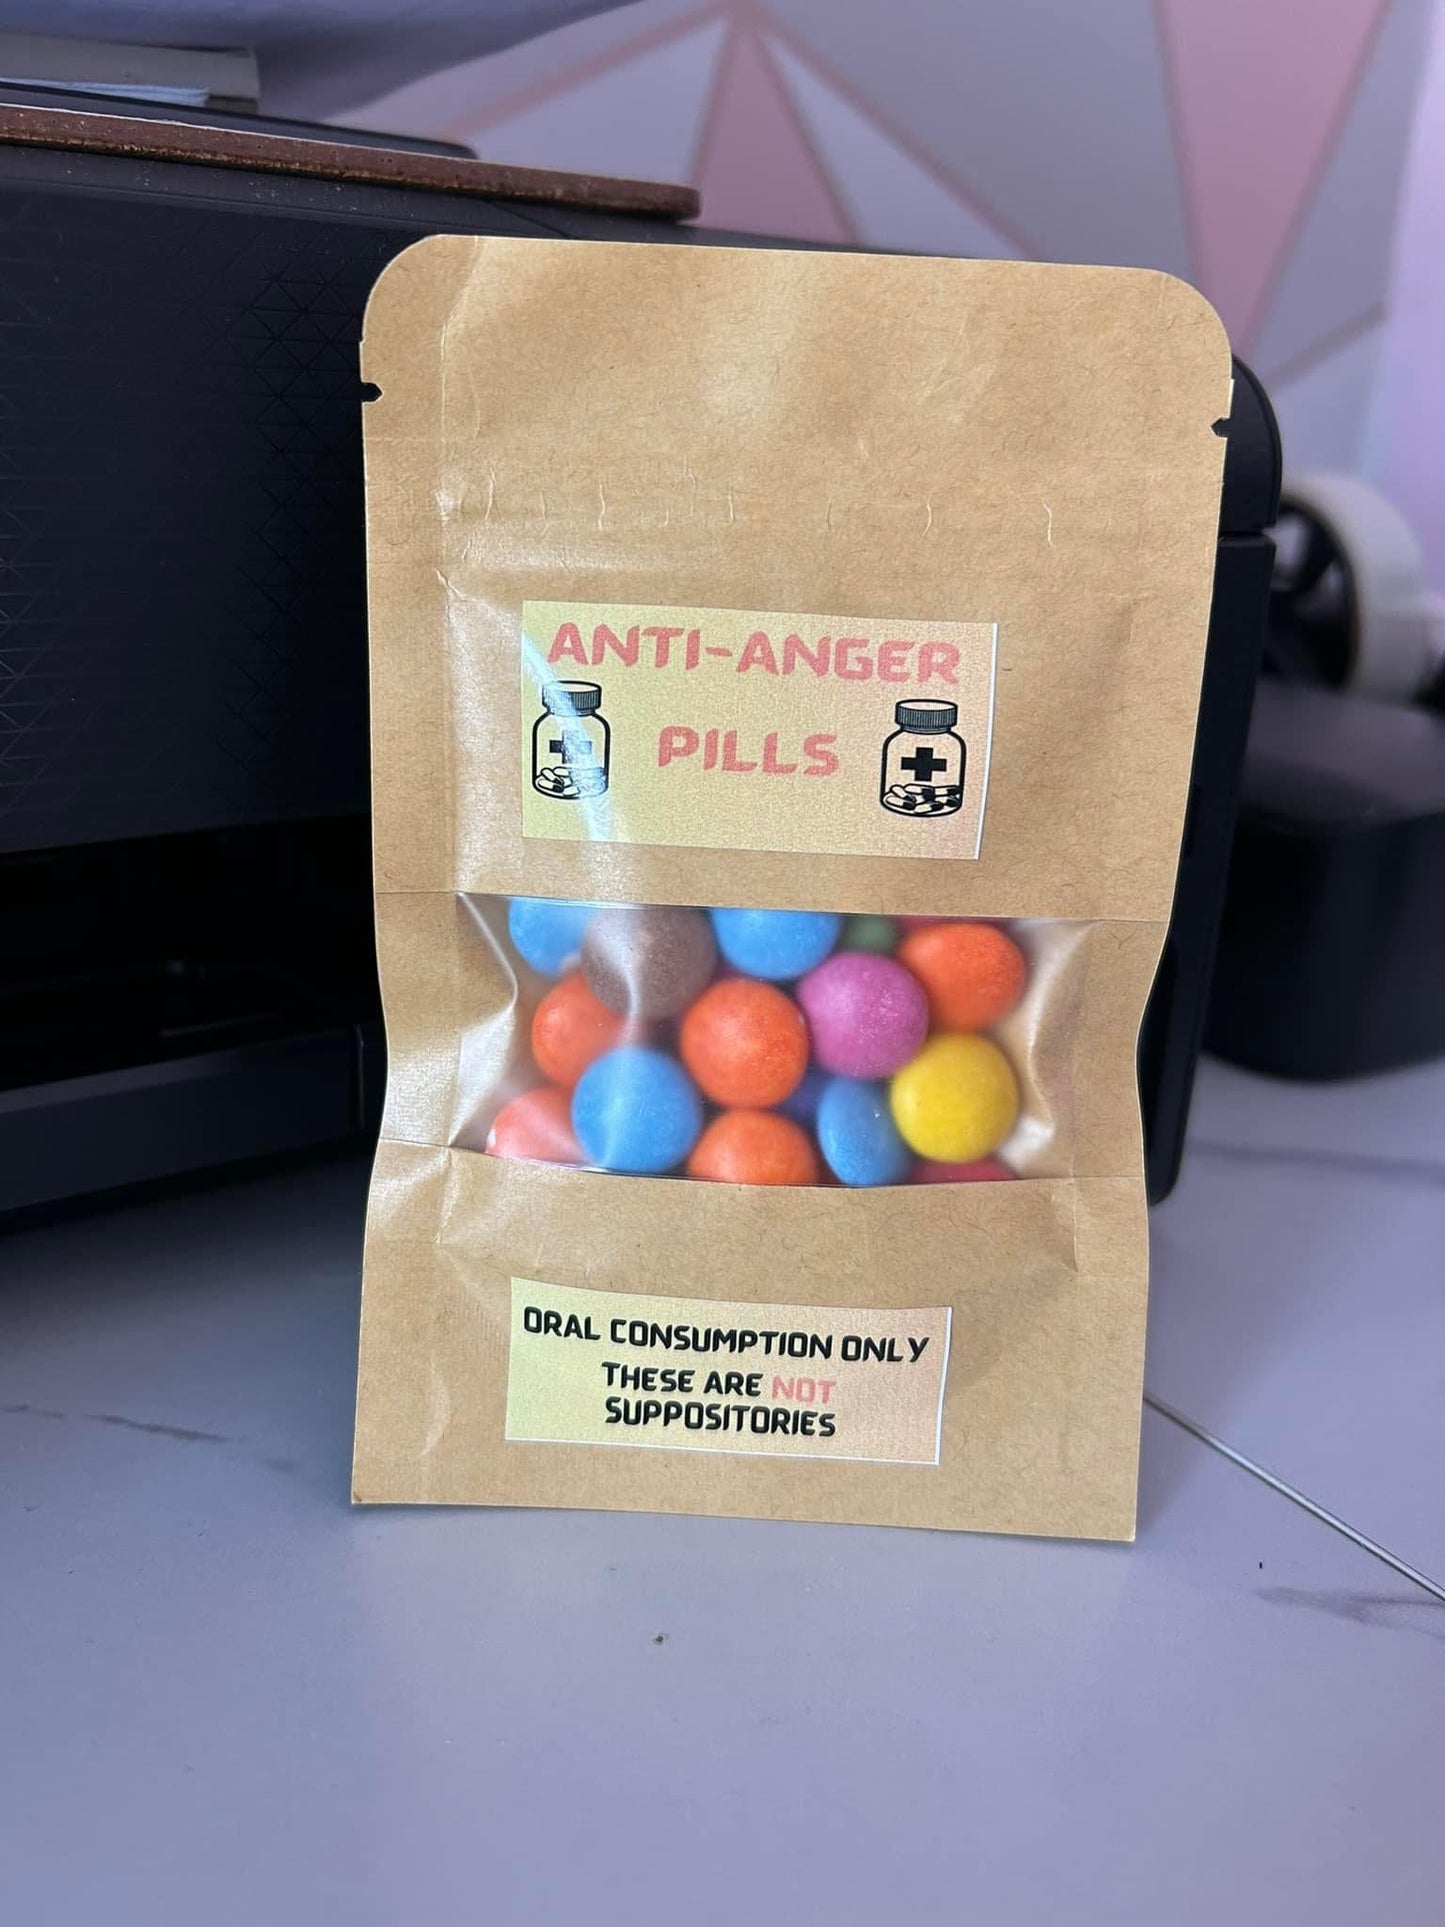 ANTI-ANGER
PILLS
ORAL CONSUMPTION ONLY
THESE ARE NOT
SUPPOSITORIES